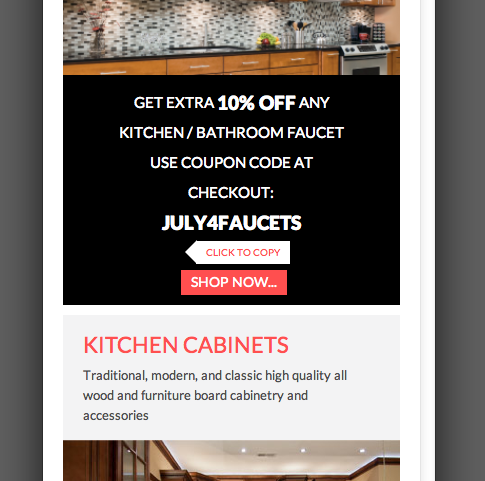 GET EXTRA 10% OFF ANY
KITCHEN / BATHROOM FAUCET
USE COUPON CODE AT
CHECKOUT:
JULY4FAUCETS
CLICK TO COPY
SHOP NOW...
KITCHEN CABINETS
Traditional, modern, and classic high quality all
wood and furniture board cabinetry and
accessories